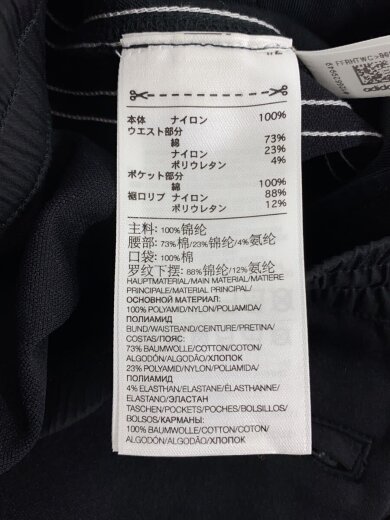 本体 ナイロン 100%
ウエスト部分
綿 73%
ナイロン 23%
ポリウレタン 4%
ポケット部分
綿 100%
裾口リブ ナイロン 88%
ポリウレタン 12%
主料: 100%锦纶
腰部: 73%棉/23%锦纶/4%氨纶
口袋: 100%棉
罗纹下摆: 88%锦纶/12%氨纶
HAUPTMATERIAL/MAIN MATERIAL/MATIERE
PRINCIPALE/MATERIAL PRINCIPAL/
ОСНОВНОЙ МАТЕРИАЛ:
100% POLYAMID/NYLON/POLIAMIDA/
ПОЛИАМИД
BUND/WAISTBAND/CEINTURE/PRETINA/
COSTAS/ПОЯС:
73% BAUMWOLLE/COTTON/COTON/
ALGODÓN/ALGODÃO/ХЛОПОК
23% POLYAMID/NYLON/POLIAMIDA/
ПОЛИАМИД
4% ELASTHAN/ELASTANE/ÉLASTHANNE/
ELASTANO/ЭЛАСТАН
TASCHEN/POCKETS/POCHES/BOLSILLOS/
BOLSOS/КАРМАНЫ:
100% BAUMWOLLE/COTTON/COTON/
ALGODÓN/ALGODÃO/ХЛОПОК